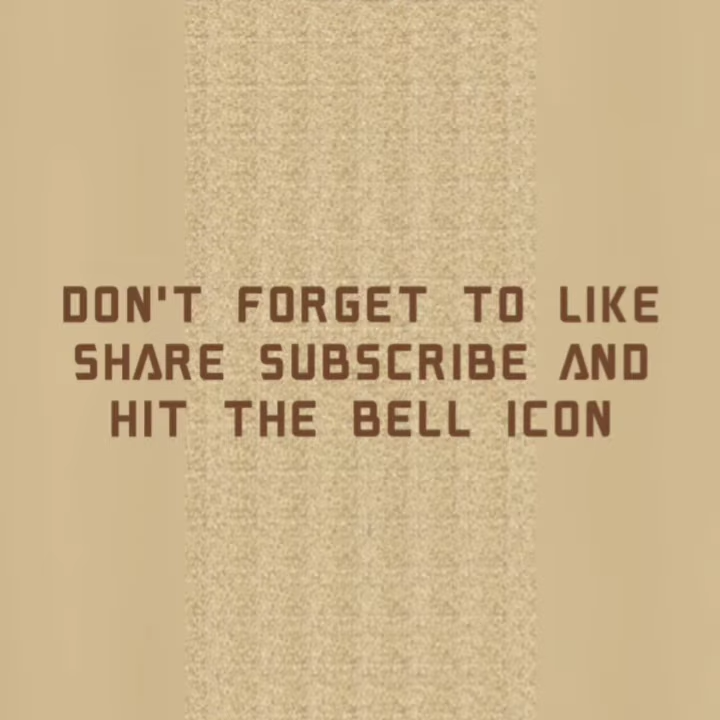 DON'T FORGET TO LIKE
SHARE SUBSCRIBE AND
HIT THE BELL ICON